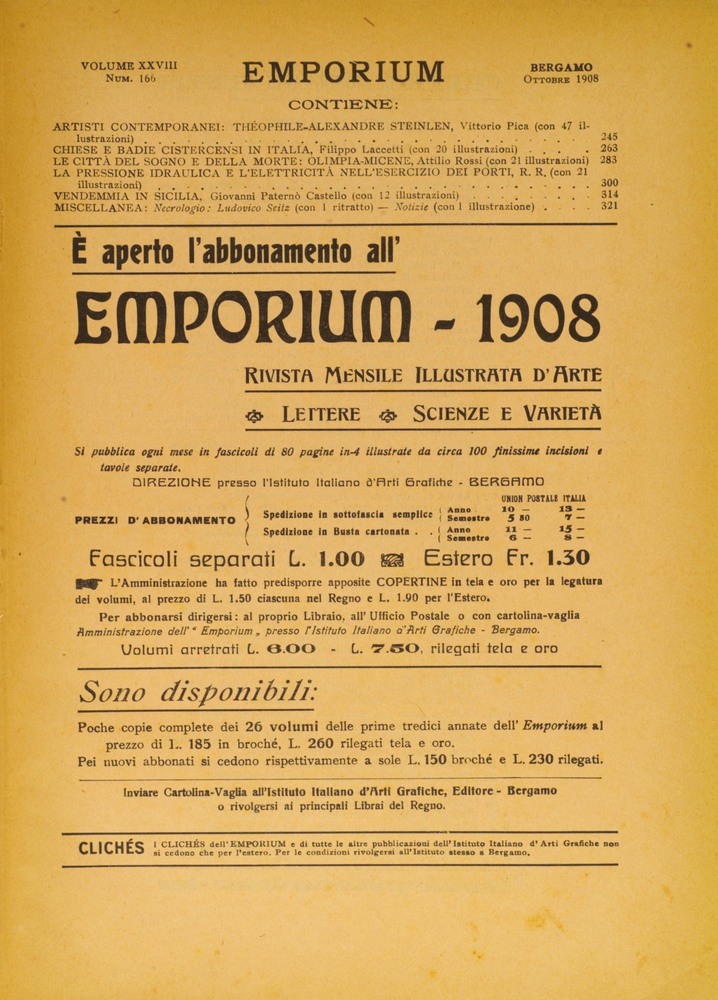 VOLUME XXVIII
NUM. 166
EMPORIUM
BERGAMO
OTTOBRE 1908
CONTIENE:
ARTISTI CONTEMPORANEI: THÉOPHILE-ALEXANDRE STEINLEN, Vittorio Pica (con 47 il-
lustrazioni) . . . . . . . . . . . . . . . . . . 245
CHIESE E BADIE CISTERCENSI IN ITALIA, Filippo Laccetti (con 20 illustrazioni) . . . . 263
LE CITTÀ DEL SOGNO E DELLA MORTE: OLIMPIA-MICENE, Attilio Rossi (con 21 illustrazioni) 283
LA PRESSIONE IDRAULICA E L'ELETTRICITÀ NELL'ESERCIZIO DEI PORTI, R. R. (con 21
illustrazioni) . . . . . . . . . . . . . . . . . . 300
VENDEMMIA IN SICILIA, Giovanni Paternò Castello (con 12 illustrazioni) . . . . . . . . 314
MISCELLANEA: Necrologio: Ludovico Seitz (con 1 ritratto) — Notizie (con 1 illustrazione) . . . . 321
È aperto l'abbonamento all'
EMPORIUM - 1908
RIVISTA MENSILE ILLUSTRATA D'ARTE
LETTERE SCIENZE E VARIETÀ
Si pubblica ogni mese in fascicoli di 80 pagine in-4 illustrate da circa 100 finissime incisioni e
tavole separate.
DIREZIONE presso l'Istituto Italiano d'Arti Grafiche - BERGAMO
UNION POSTALE ITALIA
PREZZI D'ABBONAMENTO
Spedizione in sottofascia semplice { Anno 10 — 13 —
Semestre 5 50 7 —
Spedizione in Busta cartonata . . { Anno 11 — 15 —
Semestre 6 — 8 —
Fascicoli separati L. 1.00 Estero Fr. 1.30
L'Amministrazione ha fatto predisporre apposite COPERTINE in tela e oro per la legatura
dei volumi, al prezzo di L. 1.50 ciascuna nel Regno e L. 1.90 per l'Estero.
Per abbonarsi dirigersi: al proprio Libraio, all' Ufficio Postale o con cartolina-vaglia
Amministrazione dell' " Emporium „ presso l'Istituto Italiano d'Arti Grafiche - Bergamo.
Volumi arretrati L. 6.00 - L. 7.50, rilegati tela e oro
Sono disponibili:
Poche copie complete dei 26 volumi delle prime tredici annate dell' Emporium al
prezzo di L. 185 in broché, L. 260 rilegati tela e oro.
Pei nuovi abbonati si cedono rispettivamente a sole L. 150 broché e L. 230 rilegati.
Inviare Cartolina-Vaglia all'Istituto Italiano d'Arti Grafiche, Editore - Bergamo
o rivolgersi ai principali Librai del Regno.
CLICHÉS
I CLICHÉS dell'EMPORIUM e di tutte le altre pubblicazioni dell'Istituto Italiano d'Arti Grafiche non
si cedono che per l'estero. Per le condizioni rivolgersi all'Istituto stesso a Bergamo.